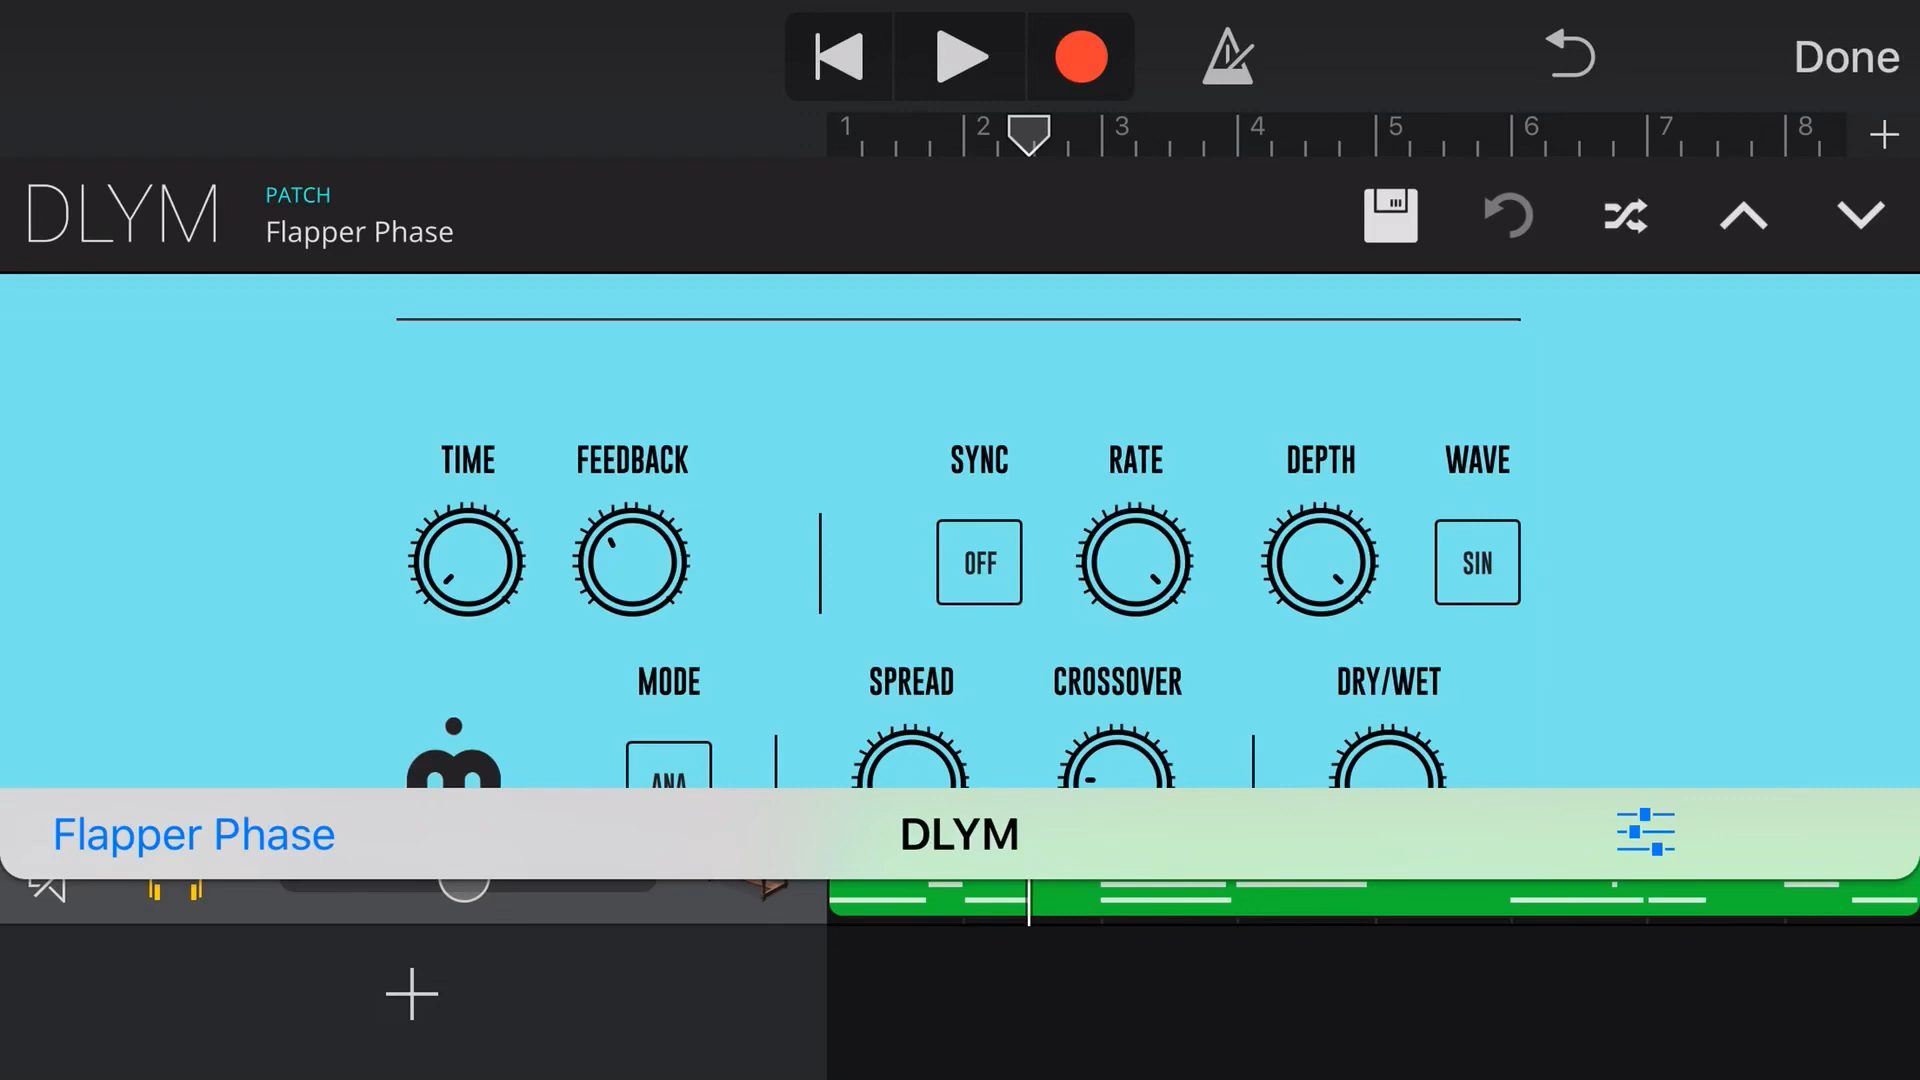 Done
1 2 3 4 5 6 7 8
DLYM
PATCH
Flapper Phase
TIME FEEDBACK SYNC RATE DEPTH WAVE
OFF SIN
MODE SPREAD CROSSOVER DRY/WET
ANA
Flapper Phase DLYM